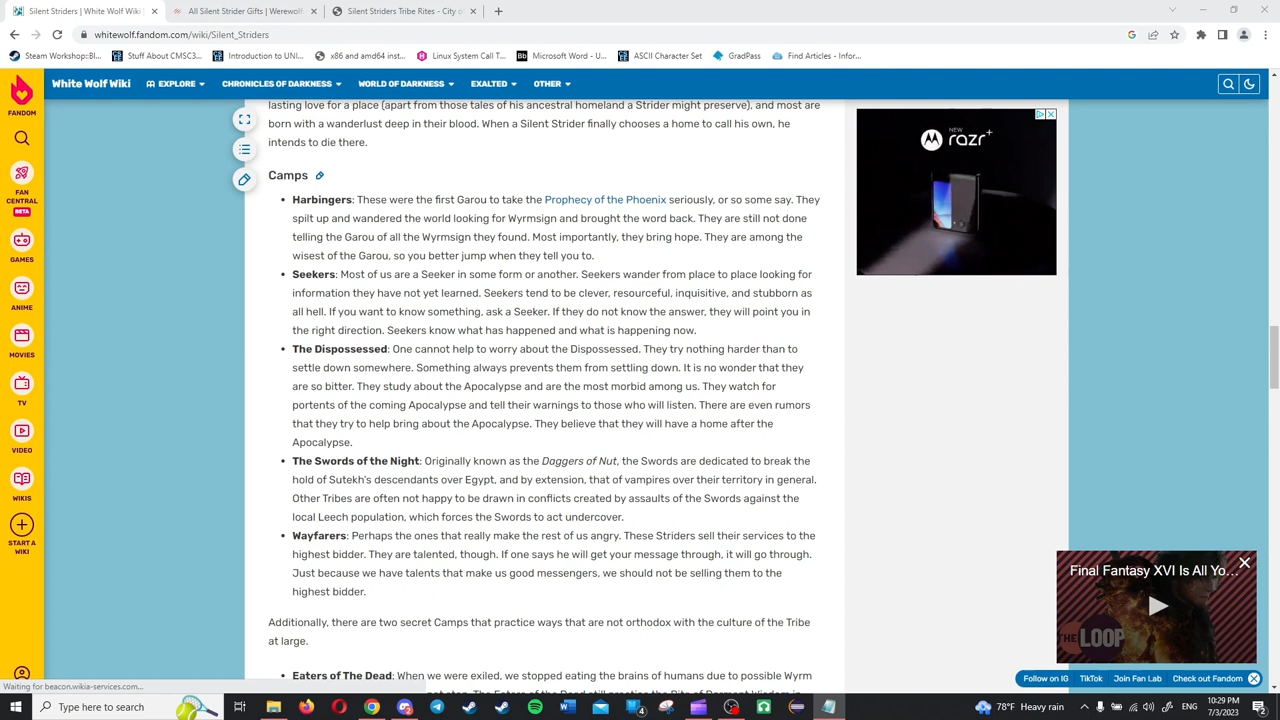 Silent Striders | White Wolf Wiki
All Silent Strider Gifts | Werewolf
Silent Striders Tribe Rites - City o
whitewolf.fandom.com/wiki/Silent_Striders
Steam Workshop::Bl...
Stuff About CMSC3...
Introduction to UNI...
x86 and amd64 inst...
Linux System Call T...
Bb Microsoft Word - U...
ASCII Character Set
GradPass
Find Articles - Infor...
FANDOM
White Wolf Wiki
EXPLORE
CHRONICLES OF DARKNESS
WORLD OF DARKNESS
EXALTED
OTHER
FAN CENTRAL
BETA
GAMES
ANIME
MOVIES
TV
VIDEO
WIKIS
START A WIKI
lasting love for a place (apart from those tales of his ancestral homeland a Strider might preserve), and most are
born with a wanderlust deep in their blood. When a Silent Strider finally chooses a home to call his own, he
intends to die there.
Camps
• Harbingers: These were the first Garou to take the Prophecy of the Phoenix seriously, or so some say. They
spilt up and wandered the world looking for Wyrmsign and brought the word back. They are still not done
telling the Garou of all the Wyrmsign they found. Most importantly, they bring hope. They are among the
wisest of the Garou, so you better jump when they tell you to.
• Seekers: Most of us are a Seeker in some form or another. Seekers wander from place to place looking for
information they have not yet learned. Seekers tend to be clever, resourceful, inquisitive, and stubborn as
all hell. If you want to know something, ask a Seeker. If they do not know the answer, they will point you in
the right direction. Seekers know what has happened and what is happening now.
• The Dispossessed: One cannot help to worry about the Dispossessed. They try nothing harder than to
settle down somewhere. Something always prevents them from settling down. It is no wonder that they
are so bitter. They study about the Apocalypse and are the most morbid among us. They watch for
portents of the coming Apocalypse and tell their warnings to those who will listen. There are even rumors
that they try to help bring about the Apocalypse. They believe that they will have a home after the
Apocalypse.
• The Swords of the Night: Originally known as the Daggers of Nut, the Swords are dedicated to break the
hold of Sutekh's descendants over Egypt, and by extension, that of vampires over their territory in general.
Other Tribes are often not happy to be drawn in conflicts created by assaults of the Swords against the
local Leech population, which forces the Swords to act undercover.
• Wayfarers: Perhaps the ones that really make the rest of us angry. These Striders sell their services to the
highest bidder. They are talented, though. If one says he will get your message through, it will go through.
Just because we have talents that make us good messengers, we should not be selling them to the
highest bidder.
Additionally, there are two secret Camps that practice ways that are not orthodox with the culture of the Tribe
at large.
• Eaters of The Dead: When we were exiled, we stopped eating the brains of humans due to possible Wyrm
NEW
razr+
Final Fantasy XVI Is All Yo...
THE LOOP
Follow on IG
TikTok
Join Fan Lab
Check out Fandom
Waiting for beacon.wikia-services.com...
Type here to search
78°F Heavy rain
ENG
10:29 PM
7/3/2023